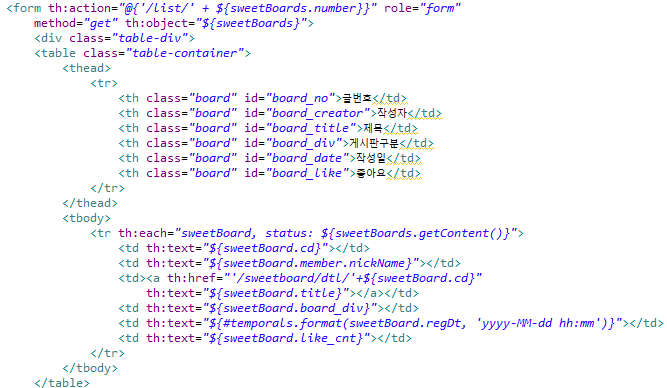 <form th:action="@{'/list/' + ${sweetBoards.number}}" role="form"
method="get" th:object="${sweetBoards}">
<div class="table-div">
<table class="table-container">
<thead>
<tr>
<th class="board" id="board_no">글번호</td>
<th class="board" id="board_creator">작성자</td>
<th class="board" id="board_title">제목</td>
<th class="board" id="board_div">게시판구분</td>
<th class="board" id="board_date">작성일</td>
<th class="board" id="board_like">좋아요</td>
</tr>
</thead>
<tbody>
<tr th:each="sweetBoard, status: ${sweetBoards.getContent()}">
<td th:text="${sweetBoard.cd}"></td>
<td th:text="${sweetBoard.member.nickName}"></td>
<td><a th:href="'/sweetboard/dtl/'+${sweetBoard.cd}"
th:text="${sweetBoard.title}"></a></td>
<td th:text="${sweetBoard.board_div}"></td>
<td th:text="${#temporals.format(sweetBoard.regDt, 'yyyy-MM-dd hh:mm')}"></td>
<td th:text="${sweetBoard.like_cnt}"></td>
</tr>
</tbody>
</table>